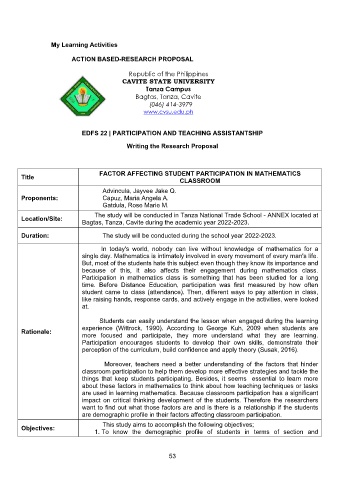 My Learning Activities
ACTION BASED-RESEARCH PROPOSAL
Republic of the Philippines
CAVITE STATE UNIVERSITY
Tanza Campus
Bagtas, Tanza, Cavite
(046) 414-3979
www.cvsu.edu.ph
EDFS 22 | PARTICIPATION AND TEACHING ASSISTANTSHIP
Writing the Research Proposal
Title
FACTOR AFFECTING STUDENT PARTICIPATION IN MATHEMATICS
CLASSROOM
Proponents:
Advincula, Jayvee Jake Q.
Capuz, Maria Angela A.
Gatdula, Rose Marie M.
Location/Site:
The study will be conducted in Tanza National Trade School - ANNEX located at
Bagtas, Tanza, Cavite during the academic year 2022-2023.
Duration:
The study will be conducted during the school year 2022-2023.
Rationale:
In today's world, nobody can live without knowledge of mathematics for a
single day. Mathematics is intimately involved in every movement of every man's life.
But, most of the students hate this subject even though they know its importance and
because of this, it also affects their engagement during mathematics class.
Participation in mathematics class is something that has been studied for a long
time. Before Distance Education, participation was first measured by how often
student came to class (attendance). Then, different ways to pay attention in class,
like raising hands, response cards, and actively engage in the activities, were looked
at.
Students can easily understand the lesson when engaged during the learning
experience (Wittrock, 1990), According to George Kuh, 2009 when students are
more focused and participate, they more understand what they are learning.
Participation encourages students to develop their own skills, demonstrate their
perception of the curriculum, build confidence and apply theory (Susak, 2016).
Moreover, teachers need a better understanding of the factors that hinder
classroom participation to help them develop more effective strategies and tackle the
things that keep students participating. Besides, it seems essential to learn more
about these factors in mathematics to think about how teaching techniques or tasks
are used in learning mathematics. Because classroom participation has a significant
impact on critical thinking development of the students. Therefore the researchers
want to find out what those factors are and is there is a relationship if the students
are demographic profile in their factors affecting classroom participation.
Objectives:
This study aims to accomplish the following objectives;
1. To know the demographic profile of students in terms of section and
53